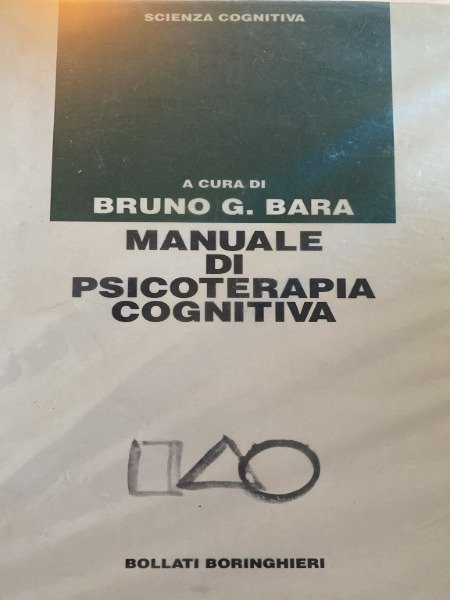 SCIENZA COGNITIVA
A CURA DI
BRUNO G. BARA
MANUALE
DI
PSICOTERAPIA
COGNITIVA
BOLLATI BORINGHIERI